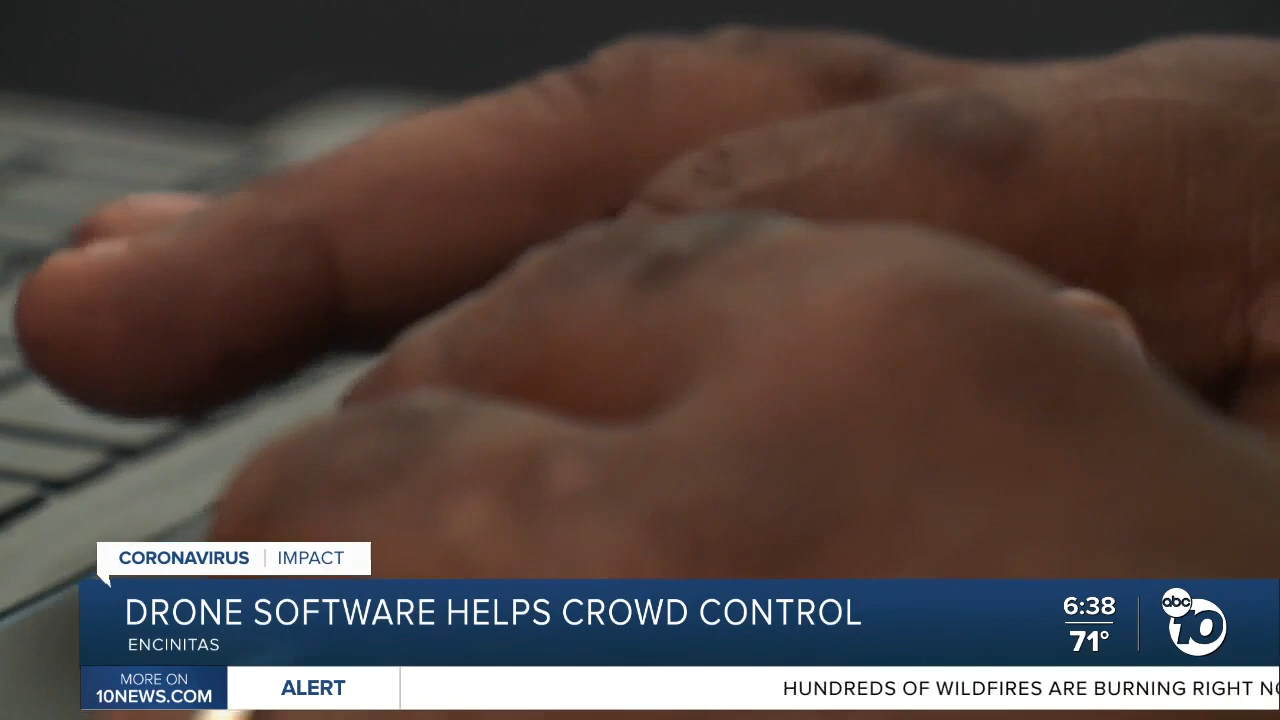 CORONAVIRUS | IMPACT
DRONE SOFTWARE HELPS CROWD CONTROL
ENCINITAS
6:38
71°
abc
10
MORE ON
10NEWS.COM
ALERT
HUNDREDS OF WILDFIRES ARE BURNING RIGHT